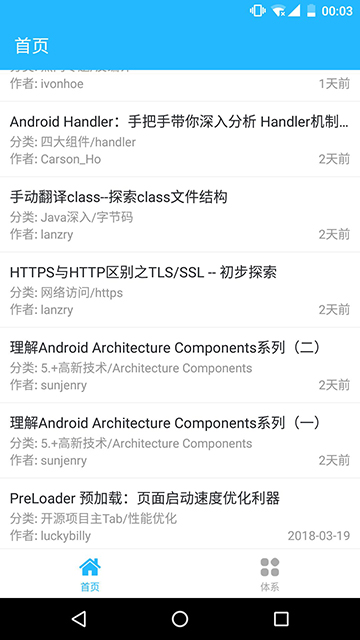 00:03
首页
作者: ivonhoe
1天前
Android Handler：手把手带你深入分析 Handler机制...
分类: 四大组件/handler
作者: Carson_Ho
2天前
手动翻译class--探索class文件结构
分类: Java深入/字节码
作者: lanzry
2天前
HTTPS与HTTP区别之TLS/SSL -- 初步探索
分类: 网络访问/https
作者: lanzry
2天前
理解Android Architecture Components系列（二）
分类: 5.+高新技术/Architecture Components
作者: sunjenry
2天前
理解Android Architecture Components系列（一）
分类: 5.+高新技术/Architecture Components
作者: sunjenry
2天前
PreLoader 预加载：页面启动速度优化利器
分类: 开源项目主Tab/性能优化
作者: luckybilly
2018-03-19
首页
体系